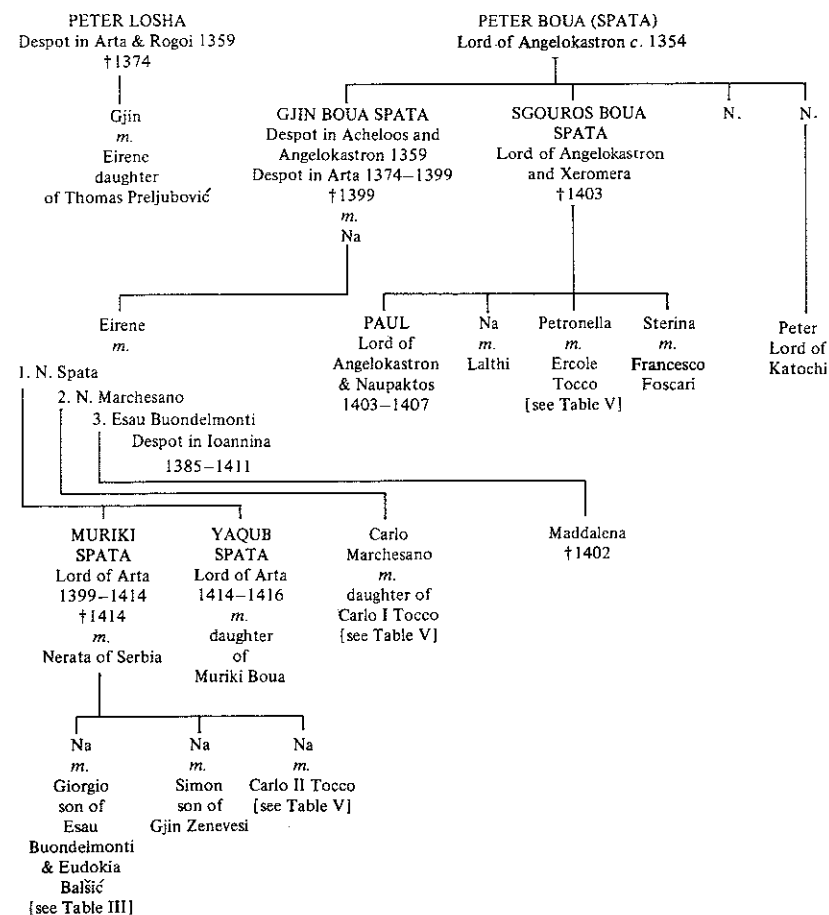 PETER LOSHA
Despot in Arta & Rogoi 1359
†1374
Gjin
m.
Eirene
daughter
of Thomas Preljubović
PETER BOUA (SPATA)
Lord of Angelokastron c. 1354
GJIN BOUA SPATA
Despot in Acheloos and
Angelokastron 1359
Despot in Arta 1374–1399
†1399
m.
Na
SGOUROS BOUA
SPATA
Lord of Angelokastron
and Xeromera
†1403
N.
N.
Eirene
m.
1. N. Spata
2. N. Marchesano
3. Esau Buondelmonti
Despot in Ioannina
1385–1411
PAUL
Lord of
Angelokastron
& Naupaktos
1403–1407
Na
m.
Lalthi
Petronella
m.
Ercole
Tocco
[see Table V]
Sterina
m.
Francesco
Foscari
Peter
Lord of
Katochi
MURIKI
SPATA
Lord of Arta
1399–1414
†1414
m.
Nerata of Serbia
YAQUB
SPATA
Lord of Arta
1414–1416
m.
daughter
of
Muriki Boua
Carlo
Marchesano
m.
daughter of
Carlo I Tocco
[see Table V]
Maddalena
†1402
Na
m.
Giorgio
son of
Esau
Buondelmonti
& Eudokia
Balšić
[see Table III]
Na
m.
Simon
son of
Gjin Zenevesi
Na
m.
Carlo II Tocco
[see Table V]